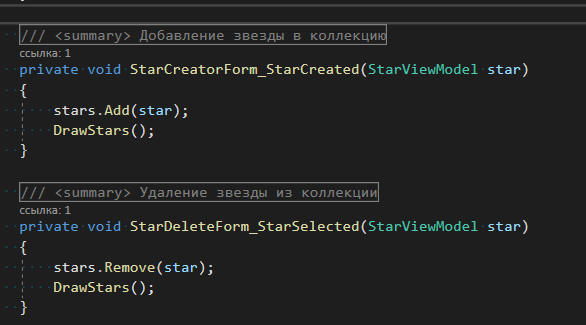 /// <summary> Добавление звезды в коллекцию
ссылка: 1
private void StarCreatorForm_StarCreated(StarViewModel star)
{
stars.Add(star);
DrawStars();
}
/// <summary> Удаление звезды из коллекции
ссылка: 1
private void StarDeleteForm_StarSelected(StarViewModel star)
{
stars.Remove(star);
DrawStars();
}